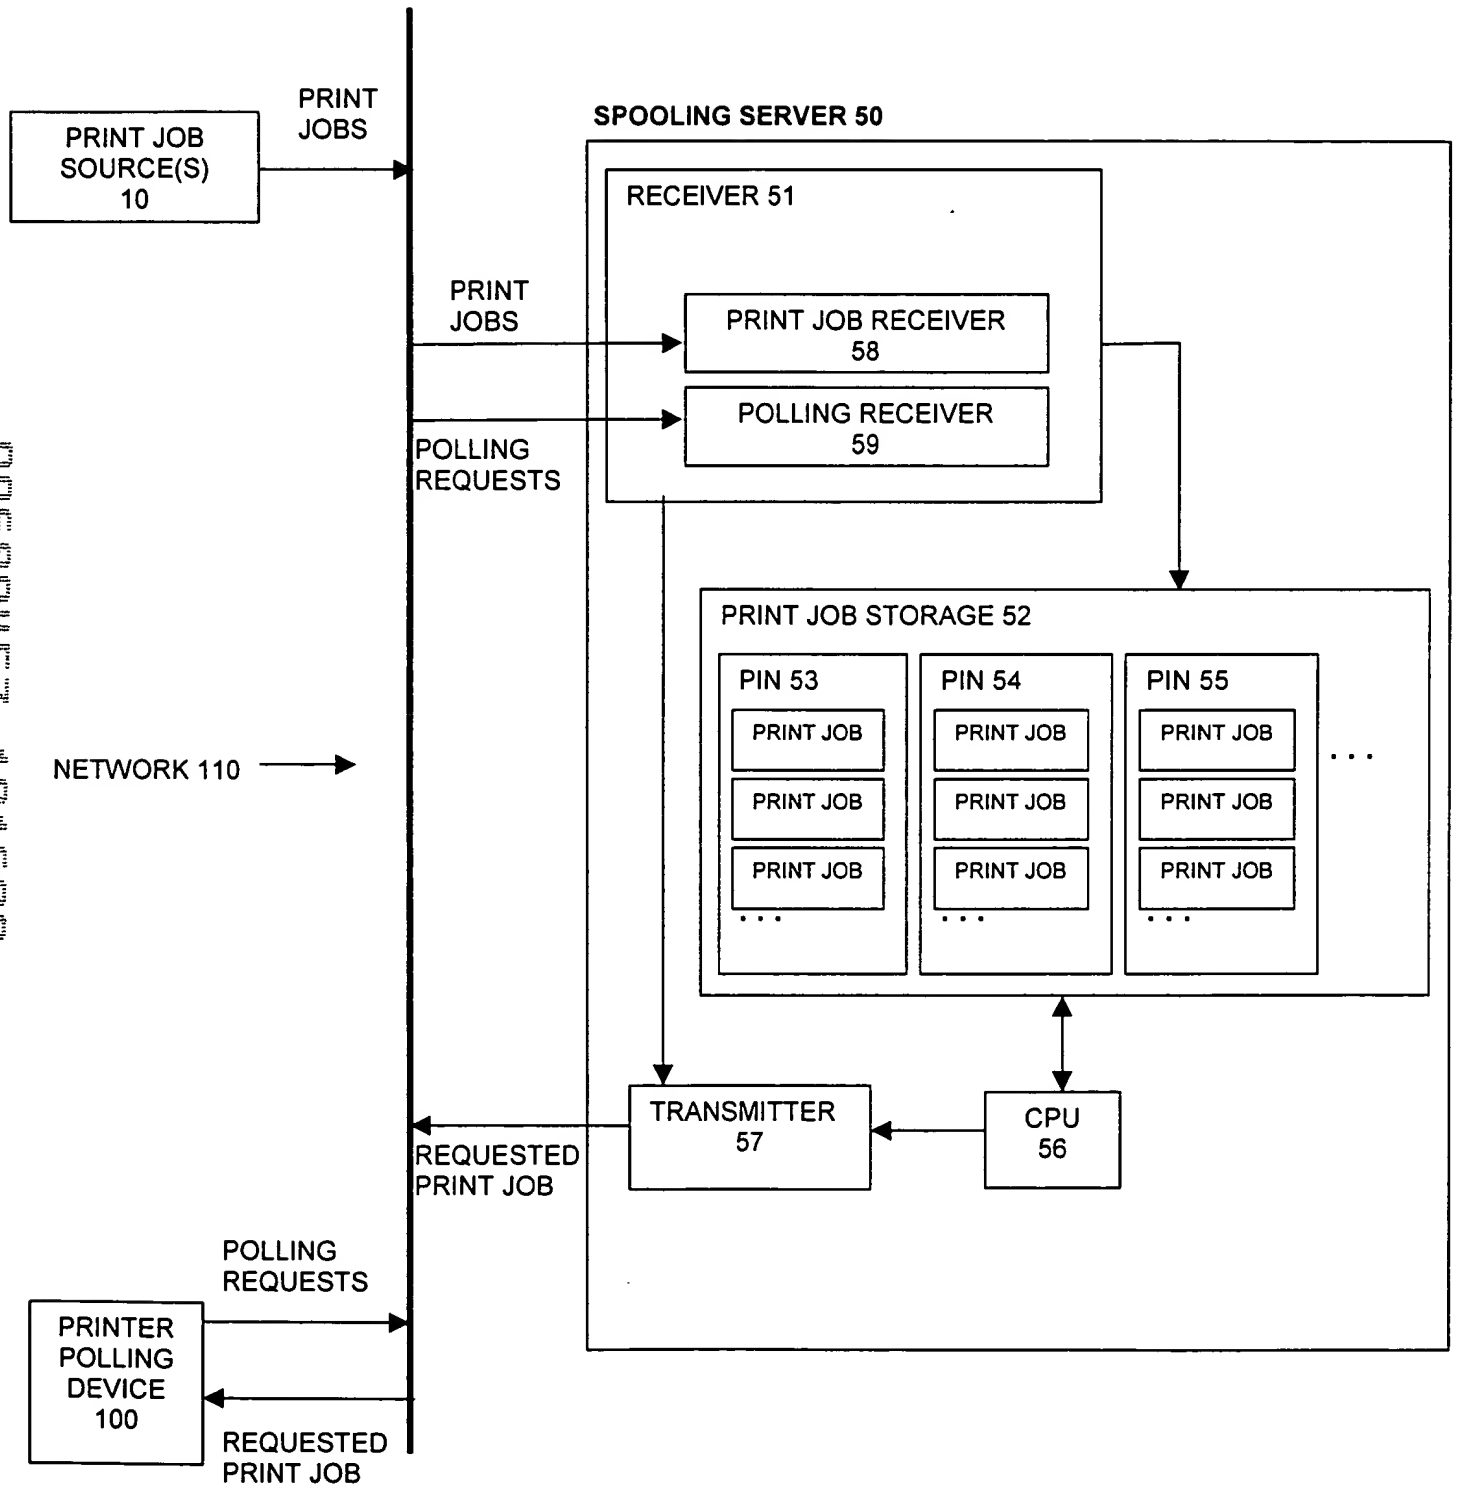 PRINT
JOBS
PRINT JOB
SOURCE(S)
10
SPOOLING SERVER 50
RECEIVER 51
PRINT
JOBS
PRINT JOB RECEIVER
58
POLLING RECEIVER
59
POLLING
REQUESTS
PRINT JOB STORAGE 52
PIN 53
PRINT JOB
PRINT JOB
PRINT JOB
...
PIN 54
PRINT JOB
PRINT JOB
PRINT JOB
...
PIN 55
PRINT JOB
PRINT JOB
PRINT JOB
...
...
NETWORK 110
TRANSMITTER
57
CPU
56
REQUESTED
PRINT JOB
POLLING
REQUESTS
PRINTER
POLLING
DEVICE
100
REQUESTED
PRINT JOB